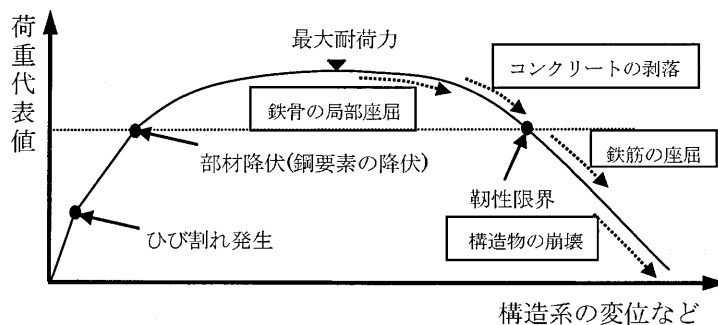 荷重代表値
最大耐荷力
コンクリートの剥落
鉄骨の局部座屈
部材降伏(鋼要素の降伏)
鉄筋の座屈
靭性限界
ひび割れ発生
構造物の崩壊
構造系の変位など